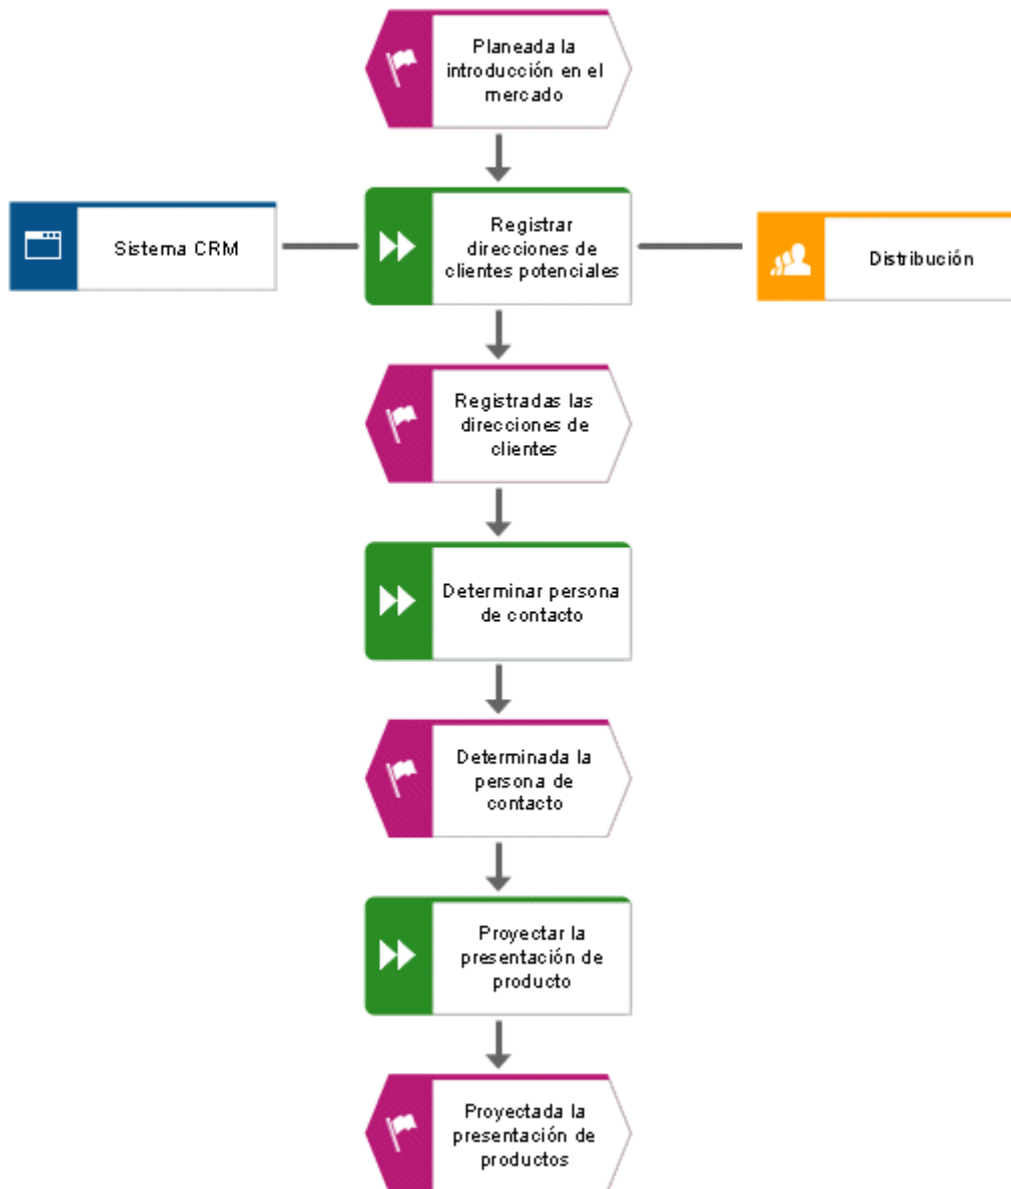 Planeada la
introducción en el
mercado
Sistema CRM
Registrar
direcciones de
clientes potenciales
Distribución
Registradas las
direcciones de
clientes
Determinar persona
de contacto
Determinada la
persona de
contacto
Proyectar la
presentación de
producto
Proyectada la
presentación de
productos